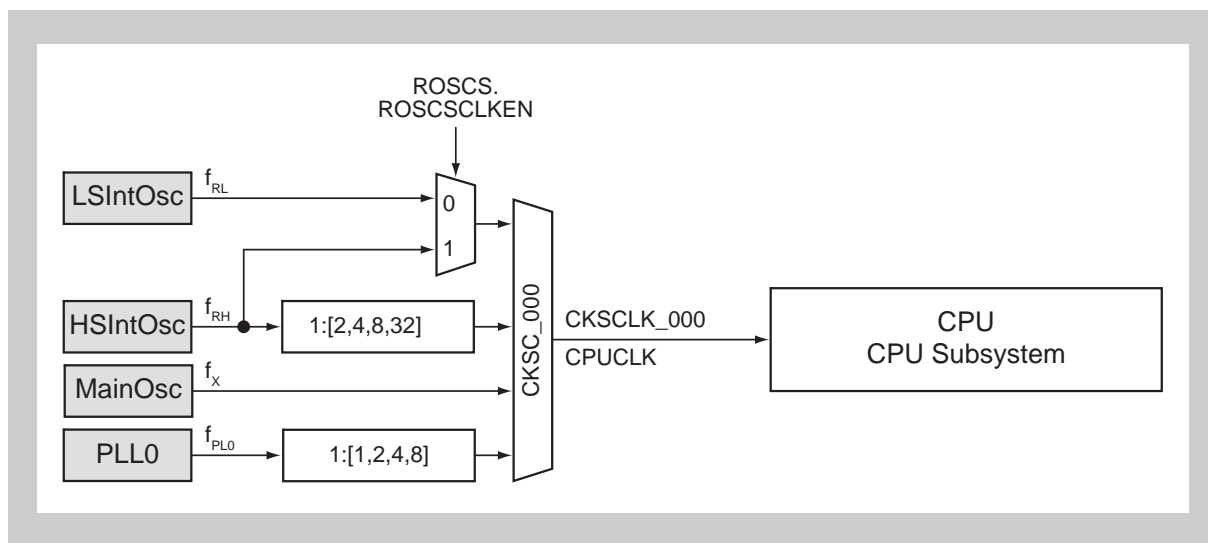 ROSCS.
ROSCSCLKEN
LSIntOsc
fRL
0
1
HSIntOsc
fRH
1:[2,4,8,32]
MainOsc
fX
PLL0
fPL0
1:[1,2,4,8]
CKSC_000
CKSCLK_000
CPUCLK
CPU
CPU Subsystem